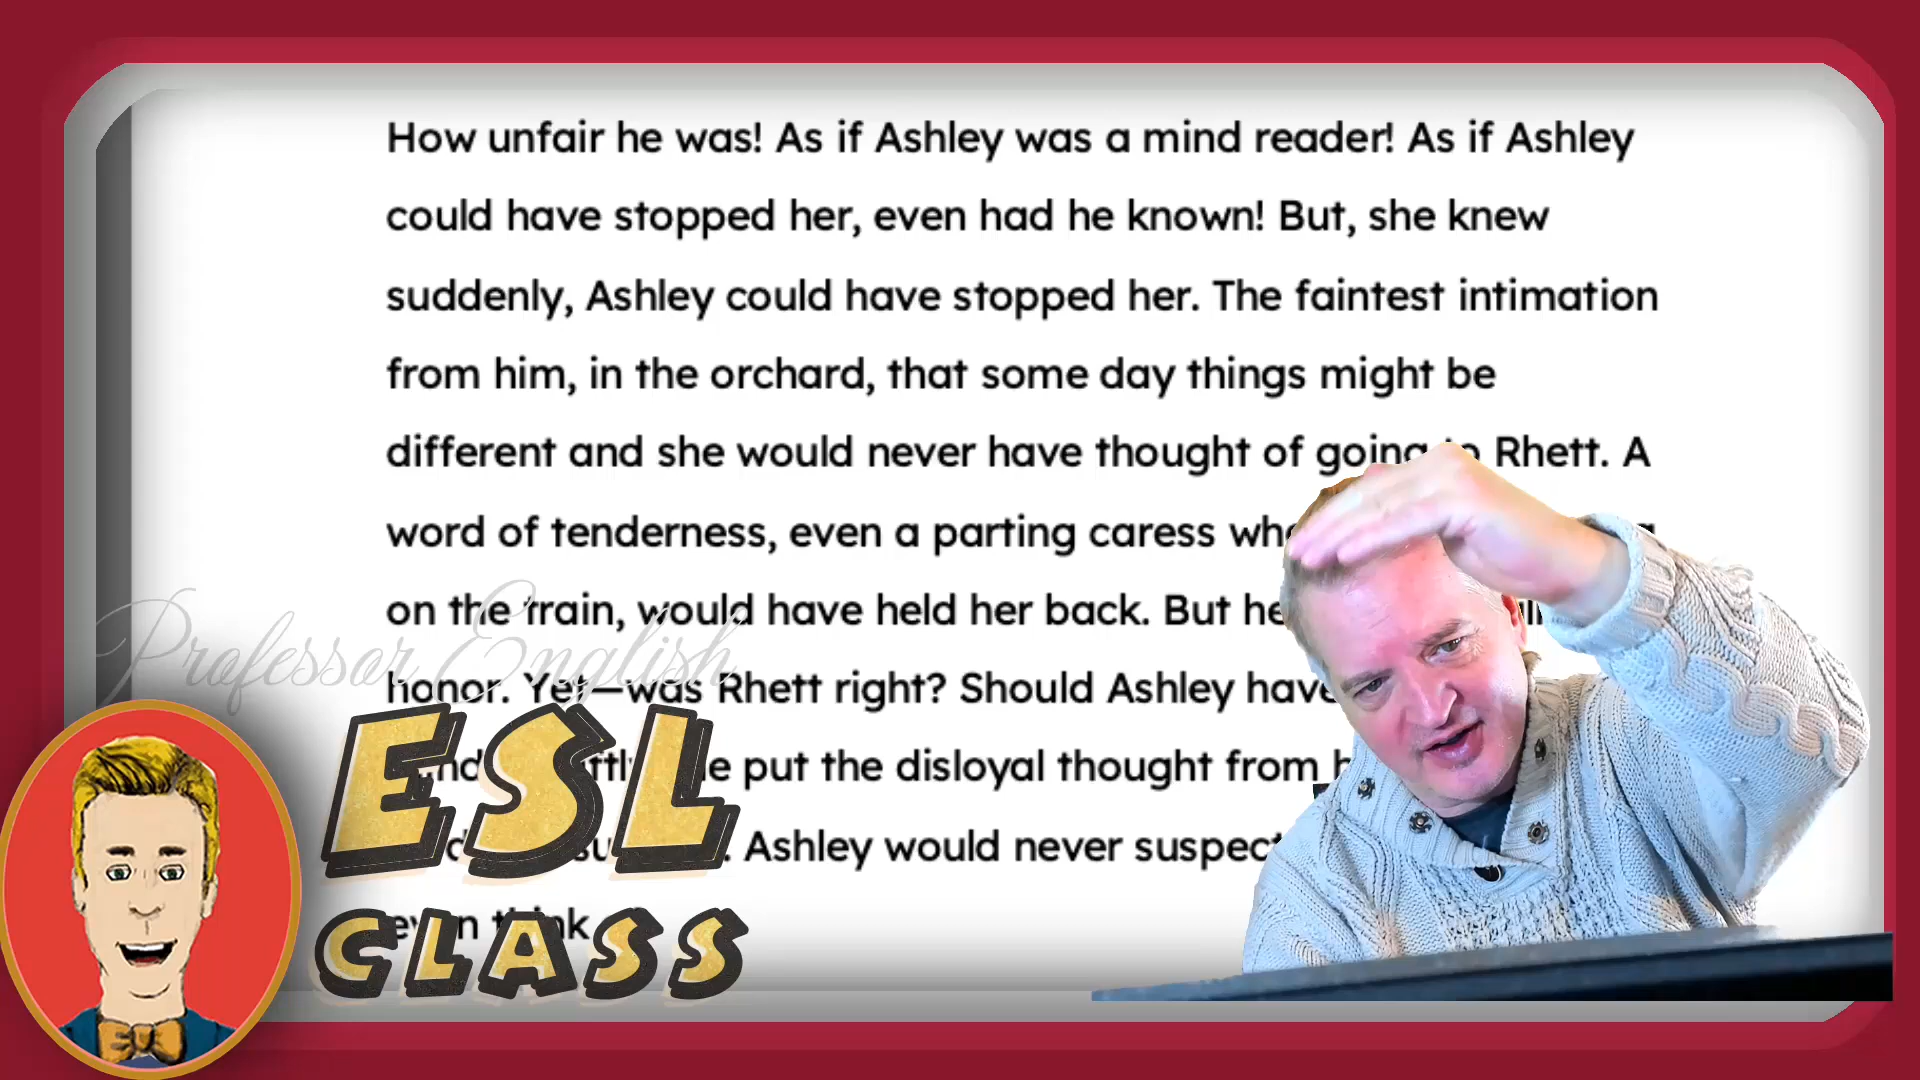 How unfair he was! As if Ashley was a mind reader! As if Ashley
could have stopped her, even had he known! But, she knew
suddenly, Ashley could have stopped her. The faintest intimation
from him, in the orchard, that some day things might be
different and she would never have thought of going Rhett. A
word of tenderness, even a parting caress
on the train, would have held her back. But
honor. Yet—was Rhett right? Should Ashley have
put the disloyal thought from
Ashley would never suspect
Professor English
ESL
CLASS